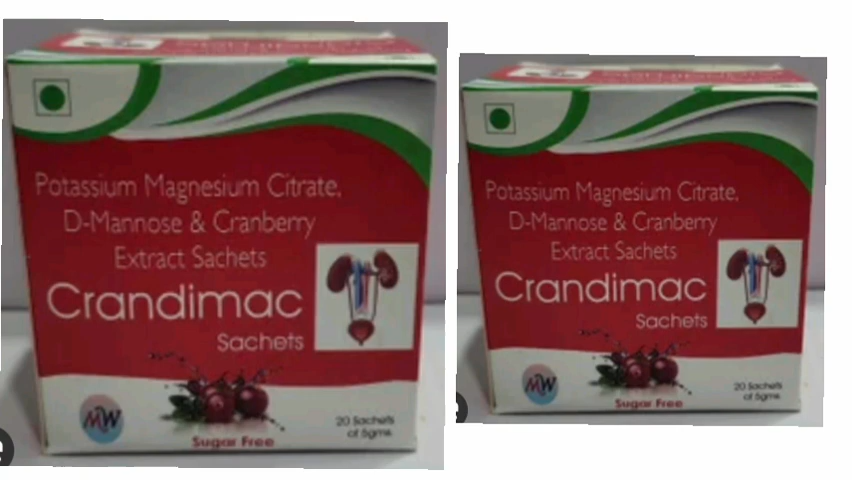 Potassium Magnesium Citrate,
D-Mannose & Cranberry
Extract Sachets
Crandimac
Sachets
MW
Sugar Free
20 Sachets
of 5gms.
Potassium Magnesium Citrate,
D-Mannose & Cranberry
Extract Sachets
Crandimac
Sachets
MW
Sugar Free
20 Sachets
of 5gms.